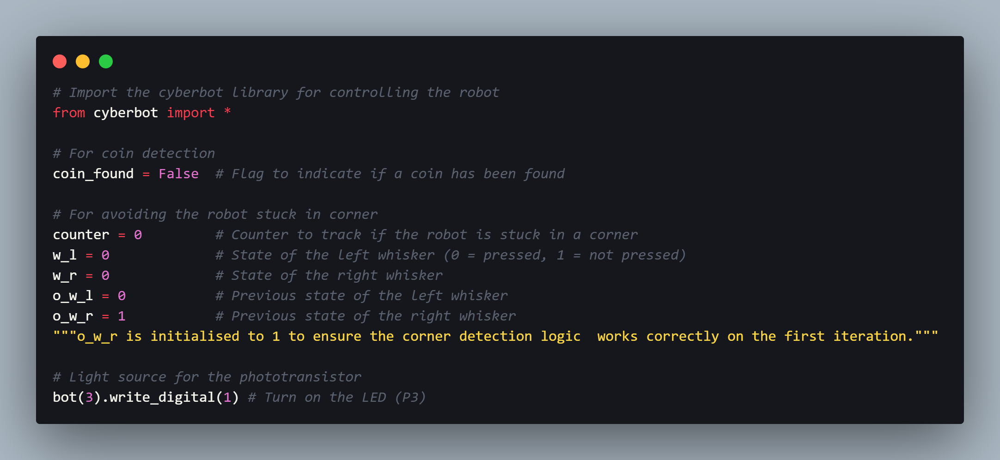 # Import the cyberbot library for controlling the robot
from cyberbot import *
# For coin detection
coin_found = False  # Flag to indicate if a coin has been found
# For avoiding the robot stuck in corner
counter = 0         # Counter to track if the robot is stuck in a corner
w_l = 0             # State of the left whisker (0 = pressed, 1 = not pressed)
w_r = 0             # State of the right whisker
o_w_l = 0           # Previous state of the left whisker
o_w_r = 1           # Previous state of the right whisker
"""o_w_r is initialised to 1 to ensure the corner detection logic  works correctly on the first iteration."""
# Light source for the phototransistor
bot(3).write_digital(1) # Turn on the LED (P3)